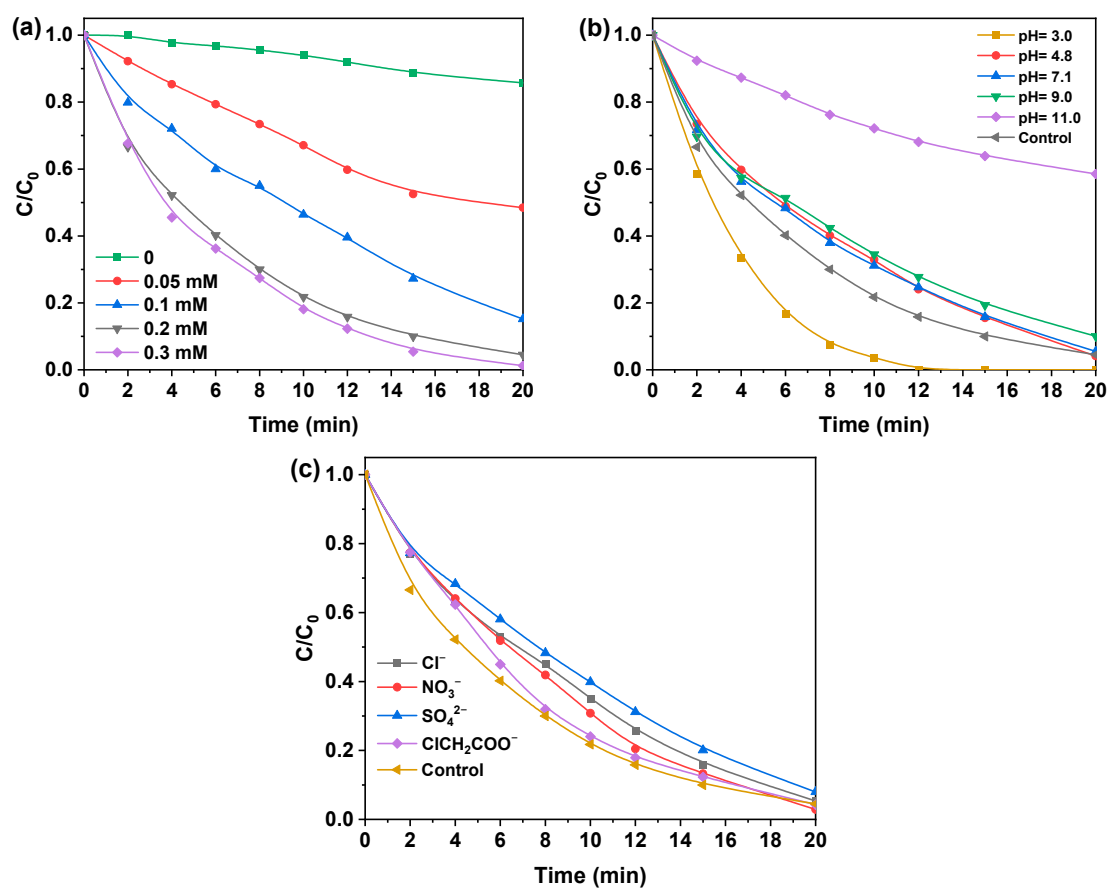 (a)
C/C₀
1.0
0.8
0.6
0.4
0.2
0.0
0
0.05 mM
0.1 mM
0.2 mM
0.3 mM
0 2 4 6 8 10 12 14 16 18 20
Time (min)
(b)
C/C₀
1.0
0.8
0.6
0.4
0.2
0.0
pH= 3.0
pH= 4.8
pH= 7.1
pH= 9.0
pH= 11.0
Control
0 2 4 6 8 10 12 14 16 18 20
Time (min)
(c)
C/C₀
1.0
0.8
0.6
0.4
0.2
0.0
Cl⁻
NO₃⁻
SO₄²⁻
ClCH₂COO⁻
Control
0 2 4 6 8 10 12 14 16 18 20
Time (min)